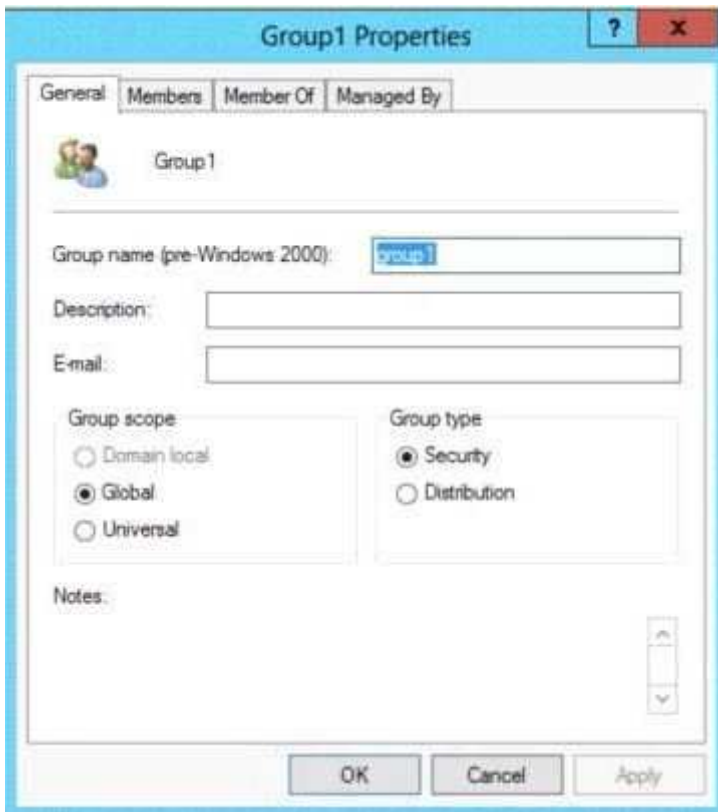 Group1 Properties
?
x
General Members Member Of Managed By
Group1
Group name (pre-Windows 2000): group1
Description:
E-mail:
Group scope
Domain local
Global
Universal
Group type
Security
Distribution
Notes:
OK Cancel Apply